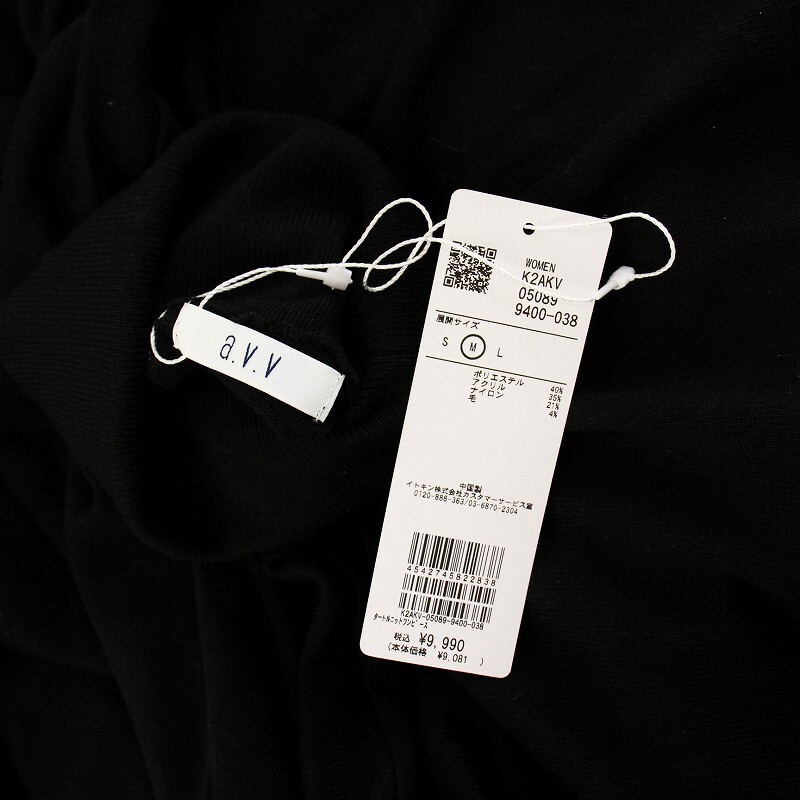 a.v.v
WOMEN
K2AKV
05089
9400-038
展開サイズ
S M L
ポリエステル 40%
アクリル 35%
ナイロン 21%
毛 4%
中国製
イトキン株式会社カスタマーサービス室
0120-888-363/03-6870-2304
4542745822838
K2AKV-05089-9400-038
タートルニットワンピース
税込 ¥9,990
(本体価格 ¥9,081 )